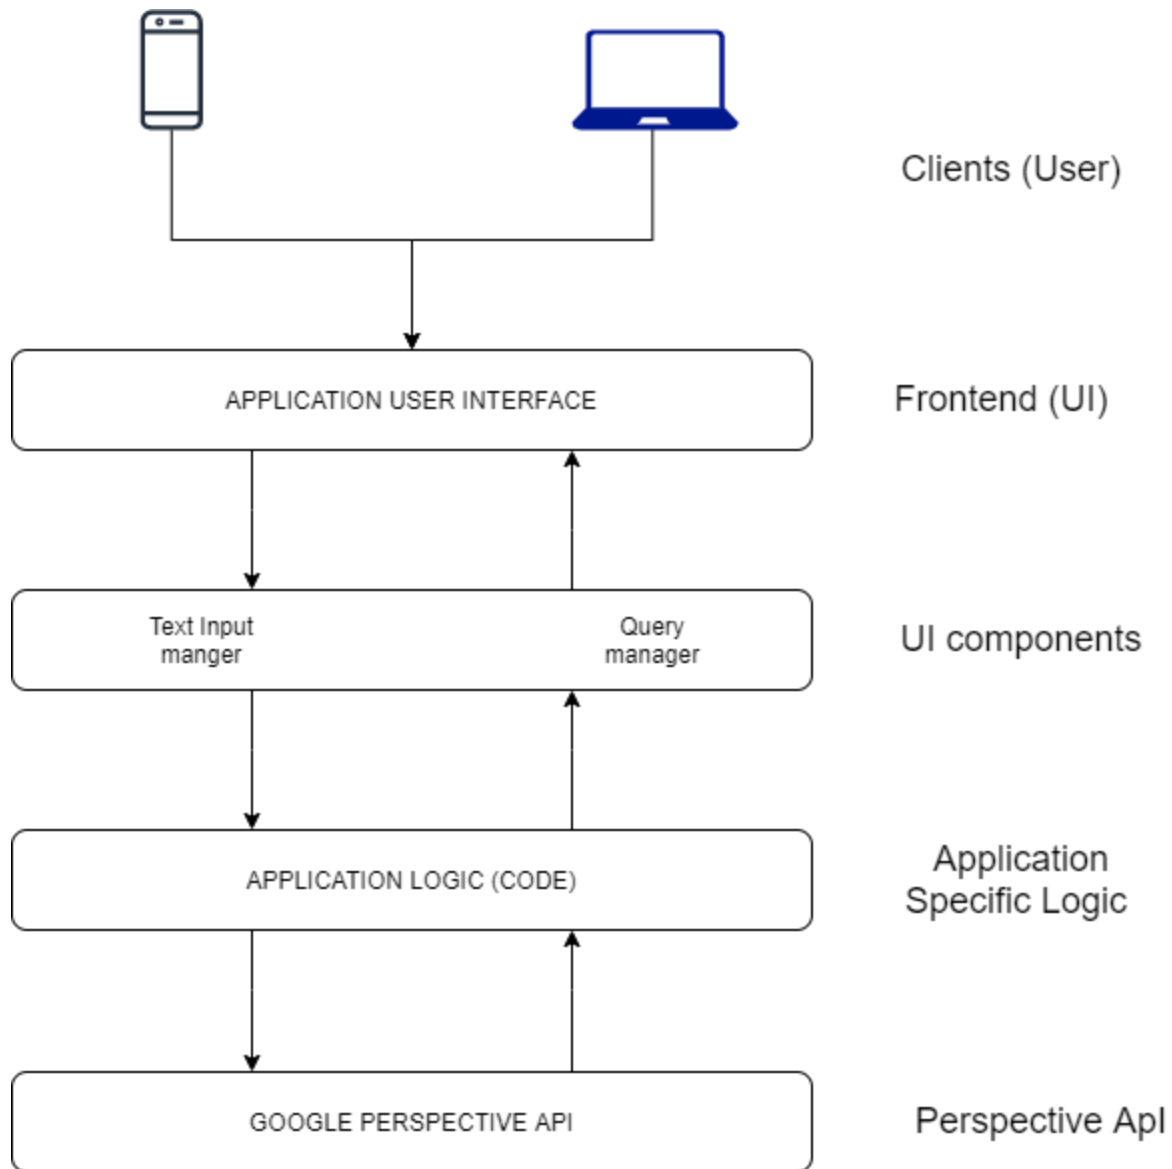 Clients (User)
APPLICATION USER INTERFACE
Frontend (UI)
Text Input
manger
Query
manager
UI components
APPLICATION LOGIC (CODE)
Application
Specific Logic
GOOGLE PERSPECTIVE API
Perspective ApI